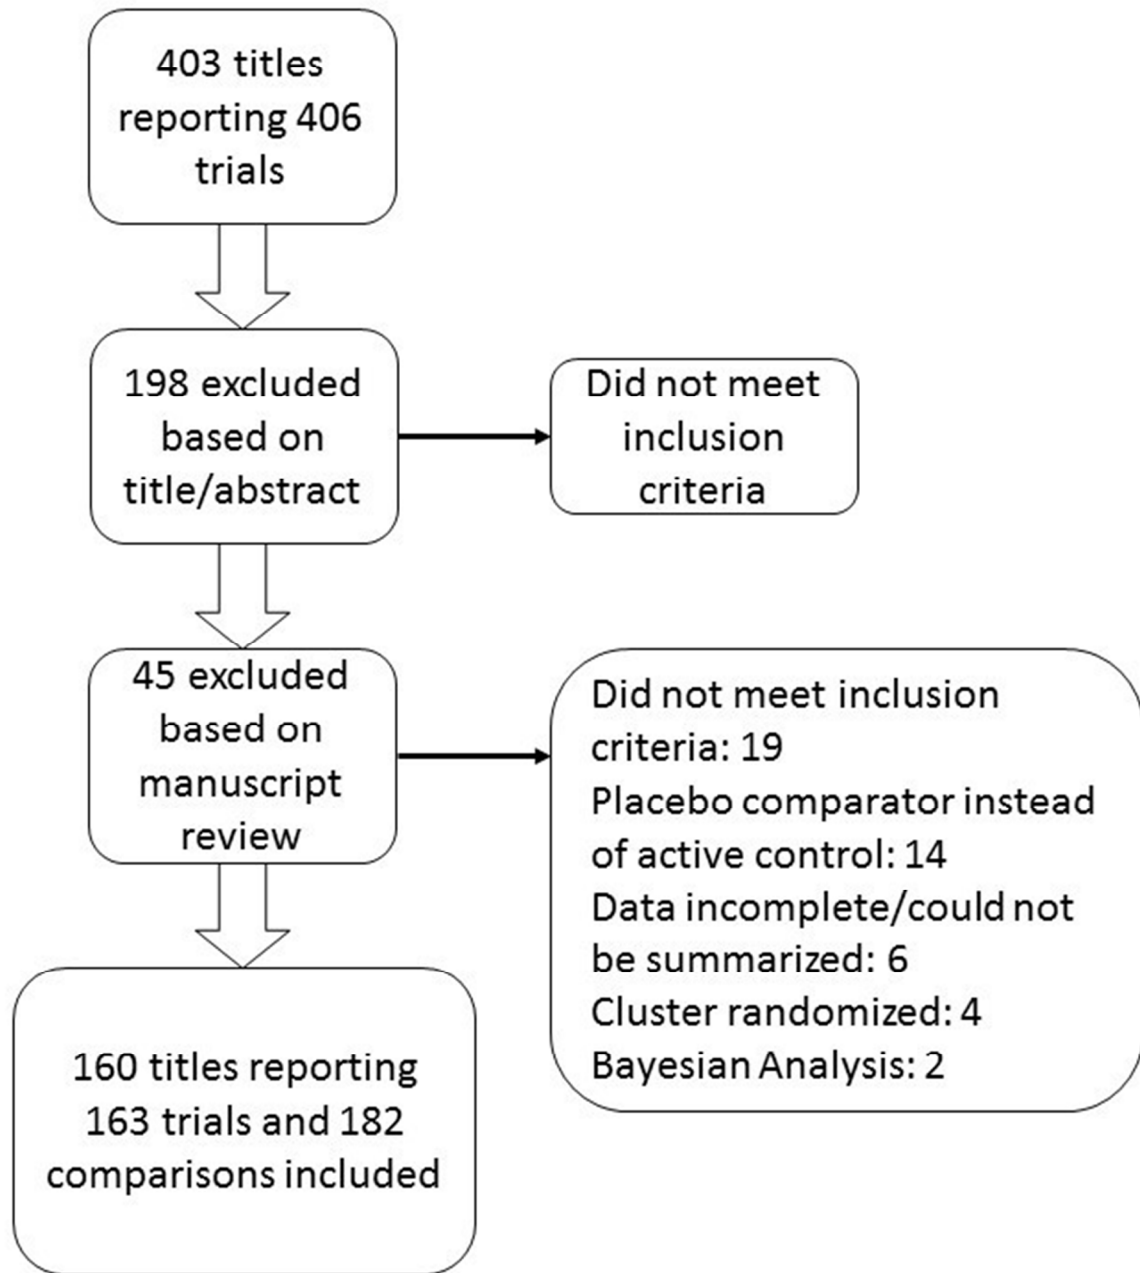 403 titles
reporting 406
trials
198 excluded
based on
title/abstract
Did not meet
inclusion
criteria
45 excluded
based on
manuscript
review
Did not meet inclusion
criteria: 19
Placebo comparator instead
of active control: 14
Data incomplete/could not
be summarized: 6
Cluster randomized: 4
Bayesian Analysis: 2
160 titles reporting
163 trials and 182
comparisons included